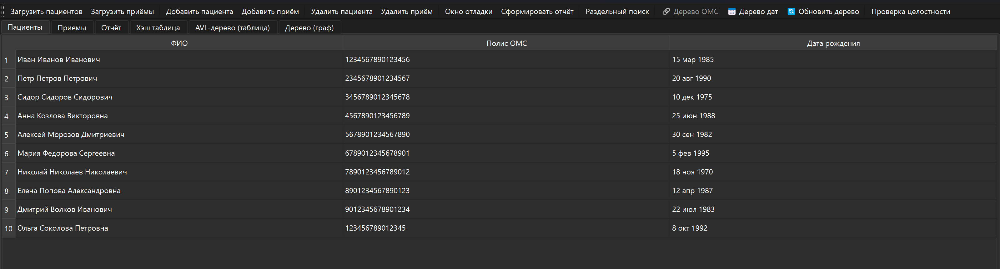 Загрузить пациентов Загрузить приёмы Добавить пациента Добавить приём Удалить пациента Удалить приём Окно отладки Сформировать отчёт Раздельный поиск Дерево ОМС Дерево дат Обновить дерево Проверка целостности
Пациенты Приемы Отчёт Хэш таблица AVL-дерево (таблица) Дерево (граф)
ФИО Полис ОМС Дата рождения
1 Иван Иванов Иванович 1234567890123456 15 мар 1985
2 Петр Петров Петрович 2345678901234567 20 авг 1990
3 Сидор Сидоров Сидорович 3456789012345678 10 дек 1975
4 Анна Козлова Викторовна 4567890123456789 25 июн 1988
5 Алексей Морозов Дмитриевич 5678901234567890 30 сен 1982
6 Мария Федорова Сергеевна 6789012345678901 5 фев 1995
7 Николай Николаев Николаевич 7890123456789012 18 ноя 1970
8 Елена Попова Александровна 8901234567890123 12 апр 1987
9 Дмитрий Волков Иванович 9012345678901234 22 июл 1983
10 Ольга Соколова Петровна 123456789012345 8 окт 1992